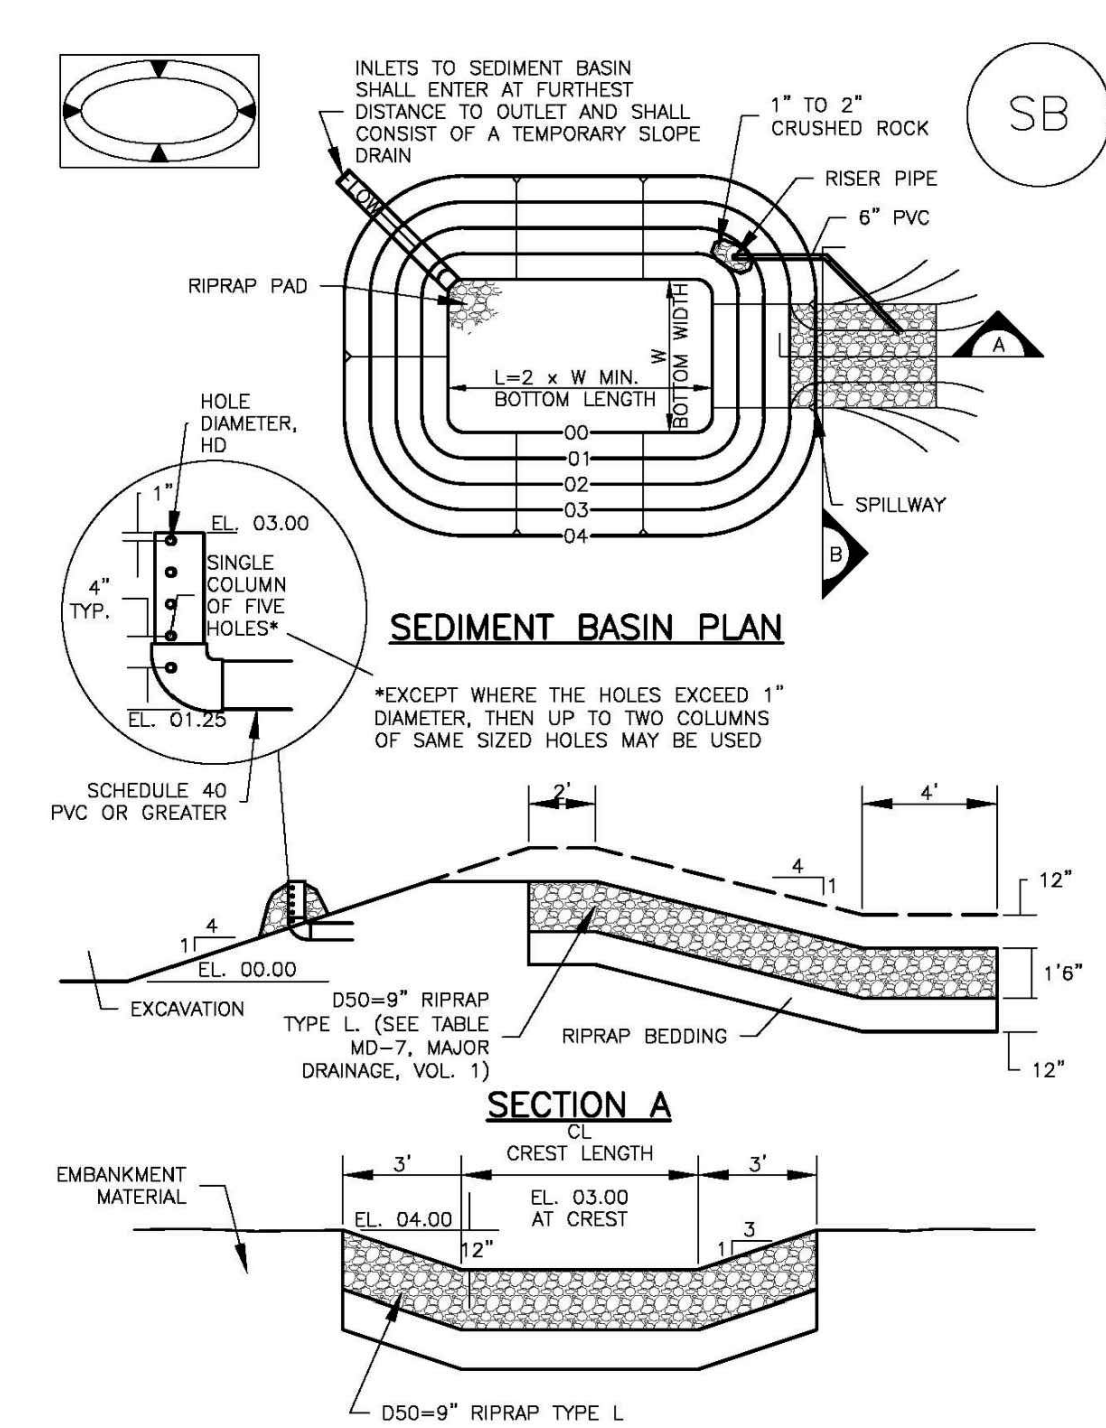 INLETS TO SEDIMENT BASIN
SHALL ENTER AT FURTHEST
DISTANCE TO OUTLET AND SHALL
CONSIST OF A TEMPORARY SLOPE
DRAIN
1" TO 2"
CRUSHED ROCK
SB
RISER PIPE
6" PVC
FLOW
RIPRAP PAD
W
BOTTOM WIDTH
L=2 x W MIN.
BOTTOM LENGTH
A
00
01
02
03
04
SPILLWAY
B
HOLE
DIAMETER,
HD
1"
EL. 03.00
SINGLE
COLUMN
OF FIVE
HOLES*
4"
TYP.
EL. 01.25
SEDIMENT BASIN PLAN
*EXCEPT WHERE THE HOLES EXCEED 1"
DIAMETER, THEN UP TO TWO COLUMNS
OF SAME SIZED HOLES MAY BE USED
SCHEDULE 40
PVC OR GREATER
2'
4'
4
1
12"
4
1
EL. 00.00
1'6"
EXCAVATION
D50=9" RIPRAP
TYPE L. (SEE TABLE
MD-7, MAJOR
DRAINAGE, VOL. 1)
RIPRAP BEDDING
12"
SECTION A
CL
CREST LENGTH
3'
3'
EMBANKMENT
MATERIAL
EL. 04.00
EL. 03.00
AT CREST
12"
3
1
D50=9" RIPRAP TYPE L